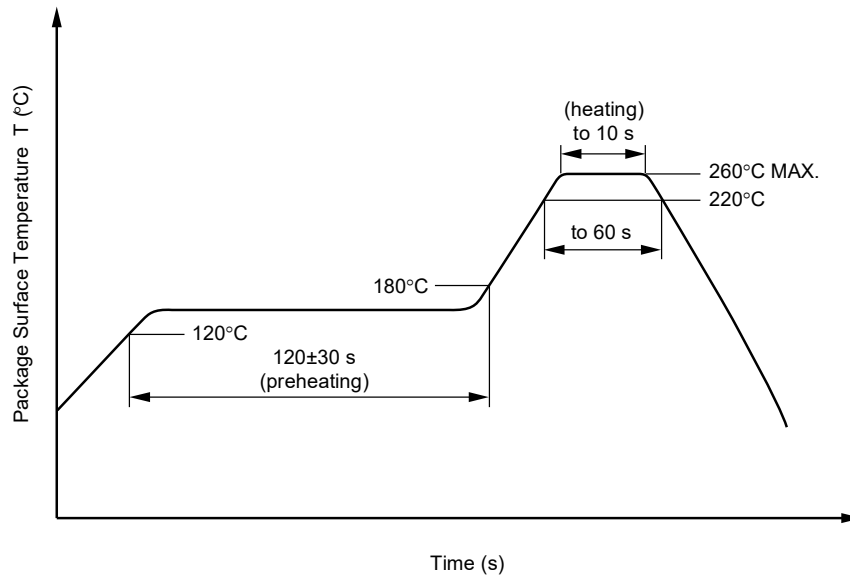 Package Surface Temperature T (°C)
(heating)
to 10 s
260°C MAX.
220°C
to 60 s
180°C
120°C
120±30 s
(preheating)
Time (s)